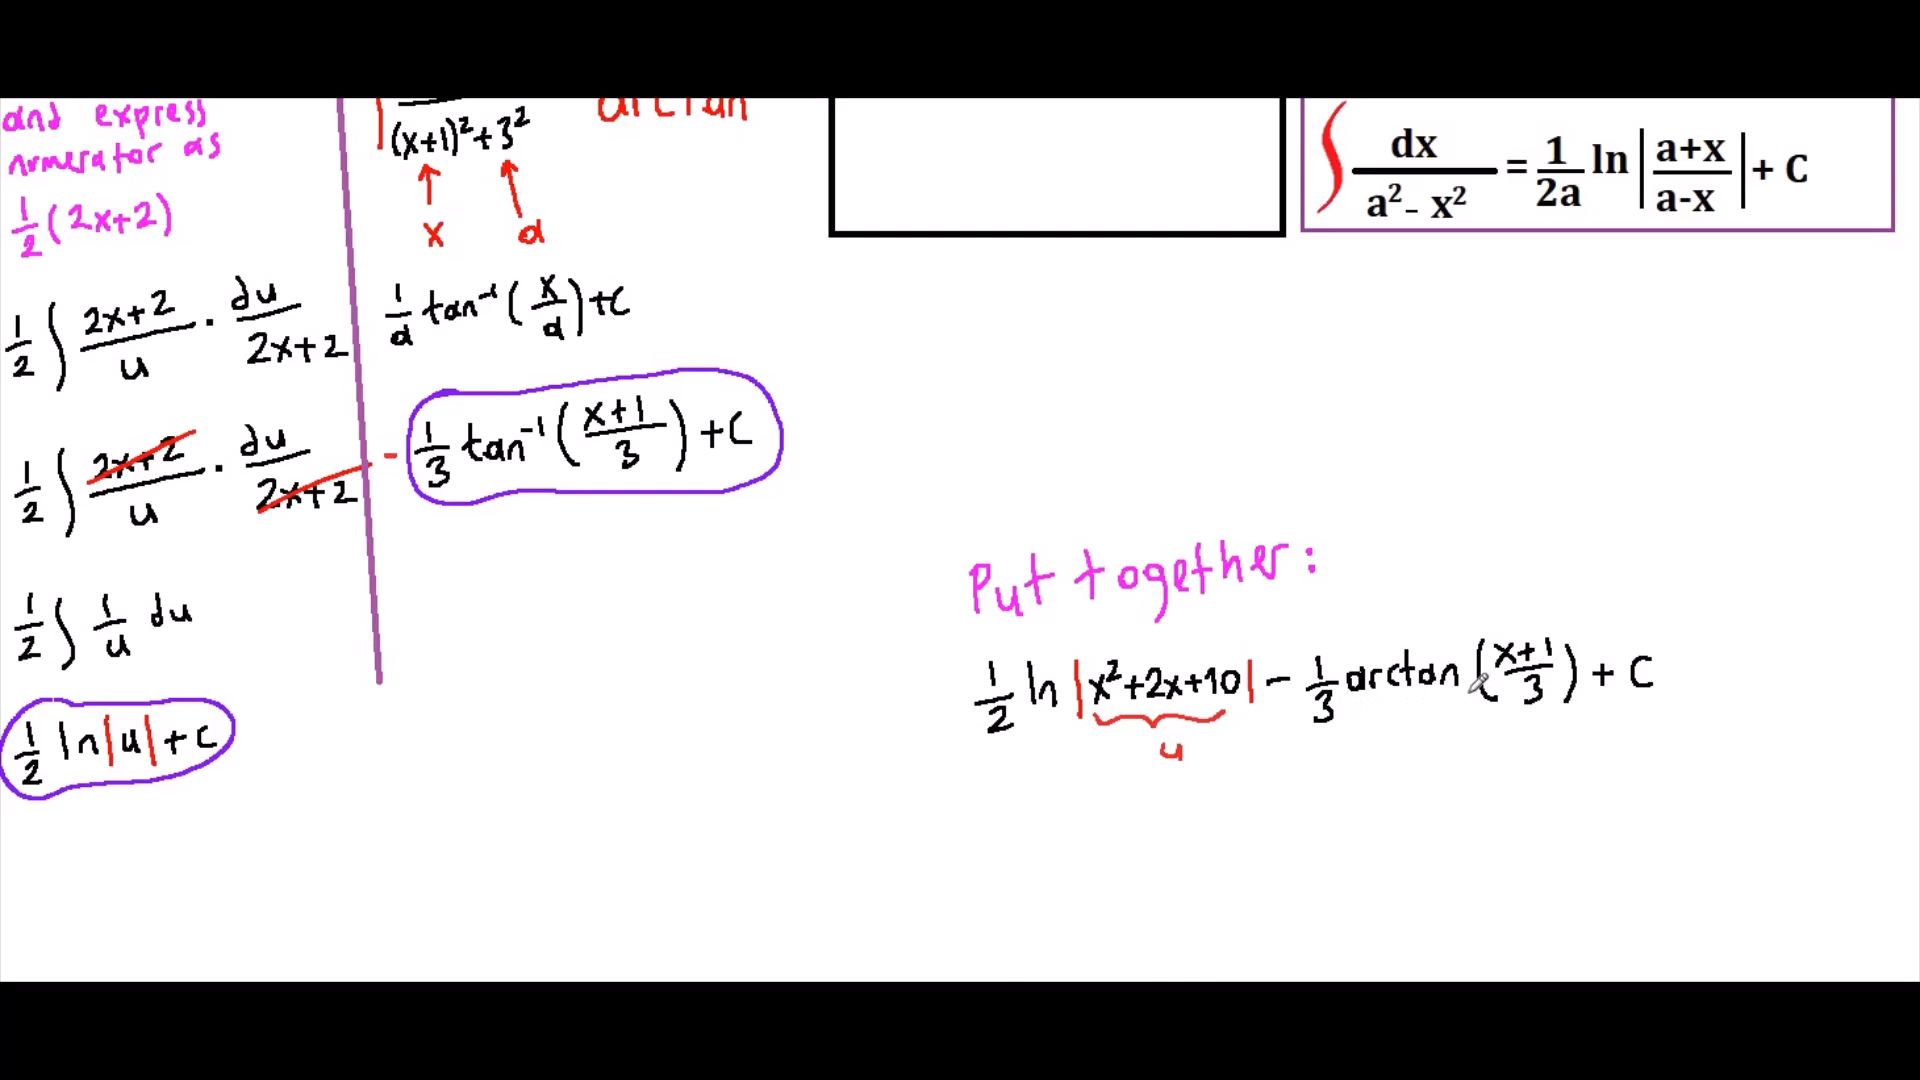 and express
numerator as
1/2 (2x+2)
1/2 ∫ (2x+2)/u · du/(2x+2)
1/2 ∫ (2x+2)/u · du/(2x+2)
1/2 ∫ 1/u du
1/2 ln|u| + C
arctan
(x+1)² + 3²
x a
1/a tan⁻¹(x/a) + C
- 1/3 tan⁻¹((x+1)/3) + C
∫ dx/(a² - x²) = 1/(2a) ln |(a+x)/(a-x)| + C
Put together:
1/2 ln |x²+2x+10| - 1/3 arctan((x+1)/3) + C
u